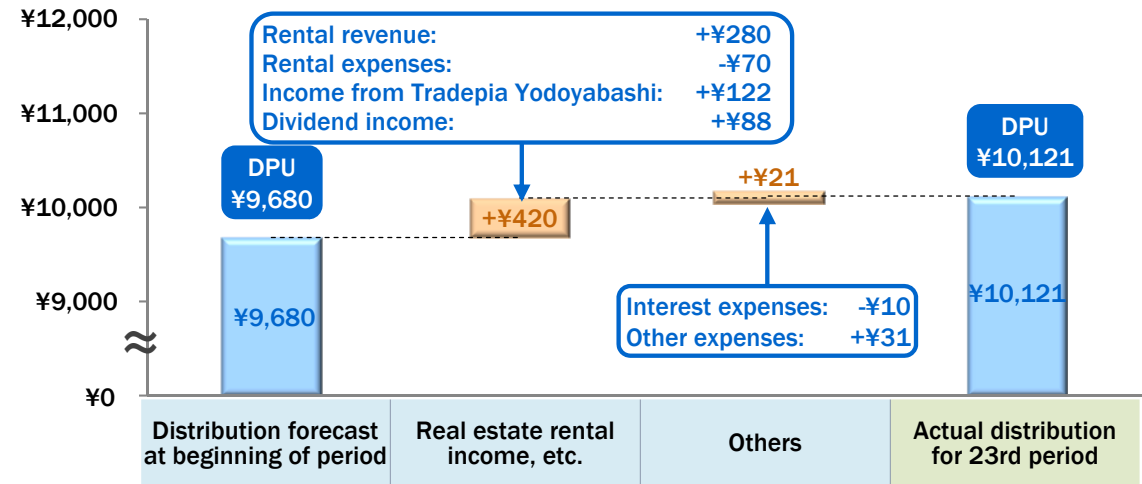 ¥12,000
¥11,000
¥10,000
¥9,000
¥0
Rental revenue: +¥280
Rental expenses: -¥70
Income from Tradepia Yodoyabashi: +¥122
Dividend income: +¥88
DPU
¥9,680
¥9,680
+¥420
+¥21
Interest expenses: -¥10
Other expenses: +¥31
DPU
¥10,121
¥10,121
Distribution forecast
at beginning of period
Real estate rental
income, etc.
Others
Actual distribution
for 23rd period